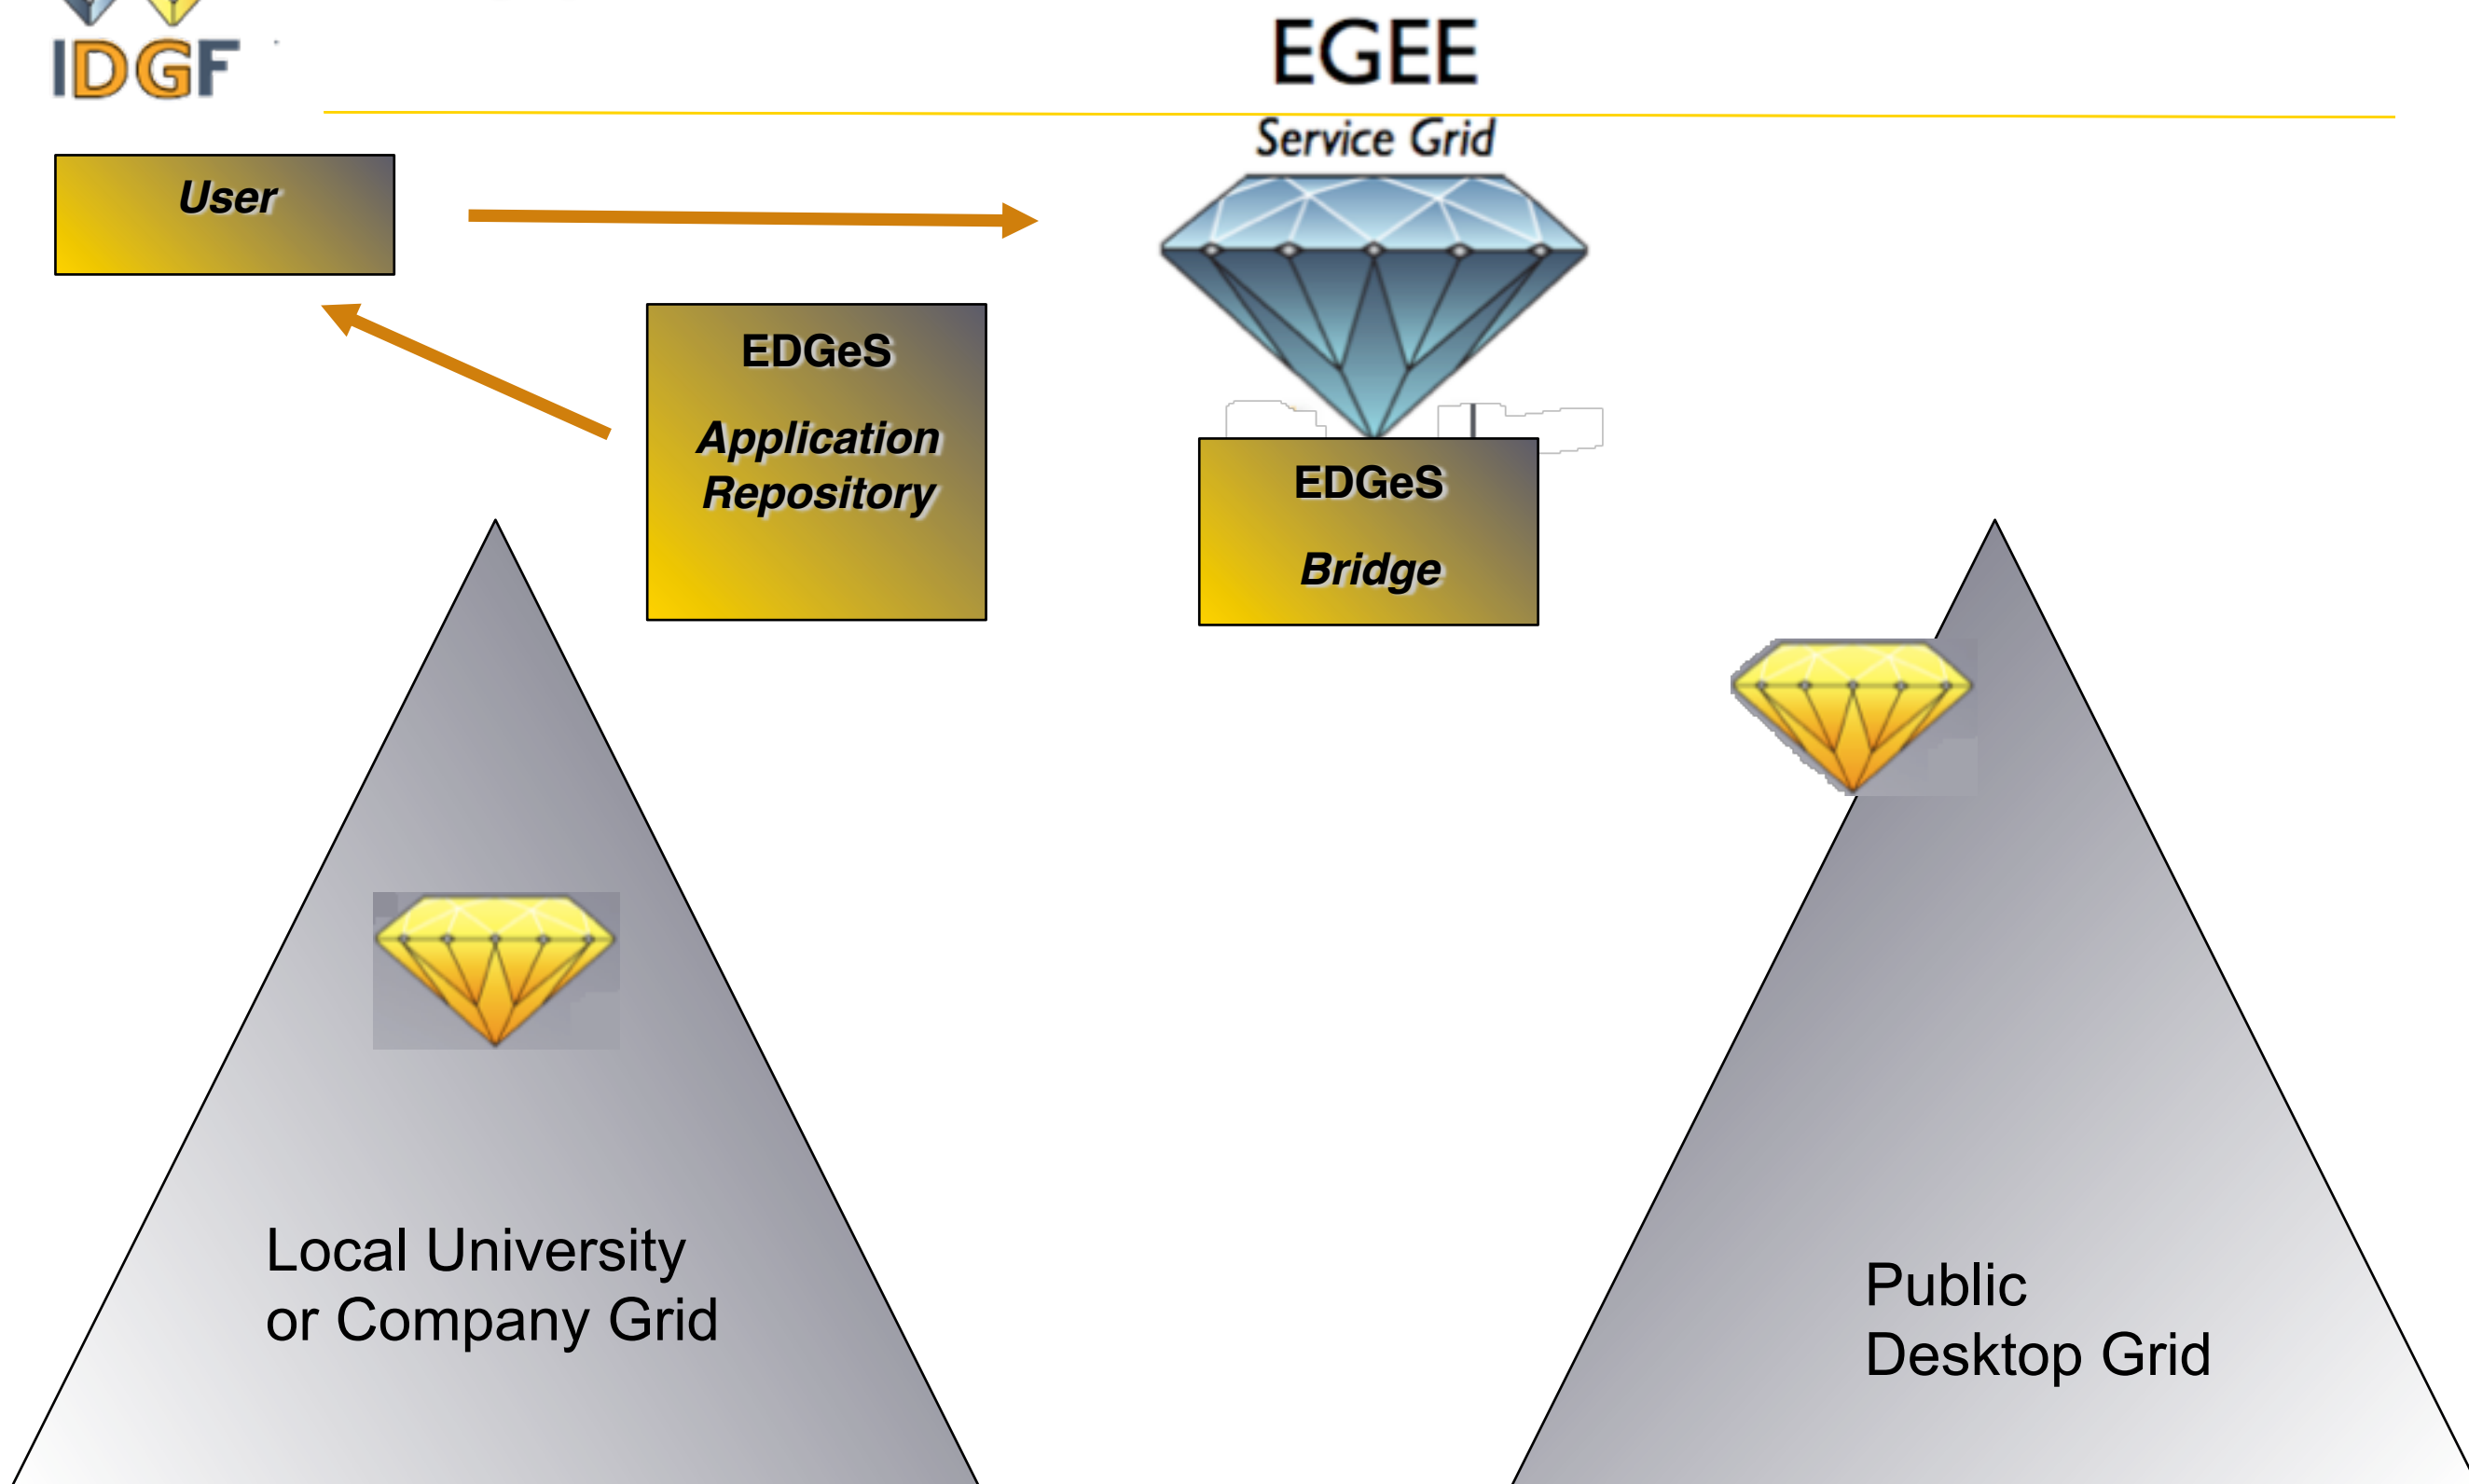 IDGF
EGEE
Service Grid
User
EDGeS
Application
Repository
EDGeS
Bridge
Local University
or Company Grid
Public
Desktop Grid